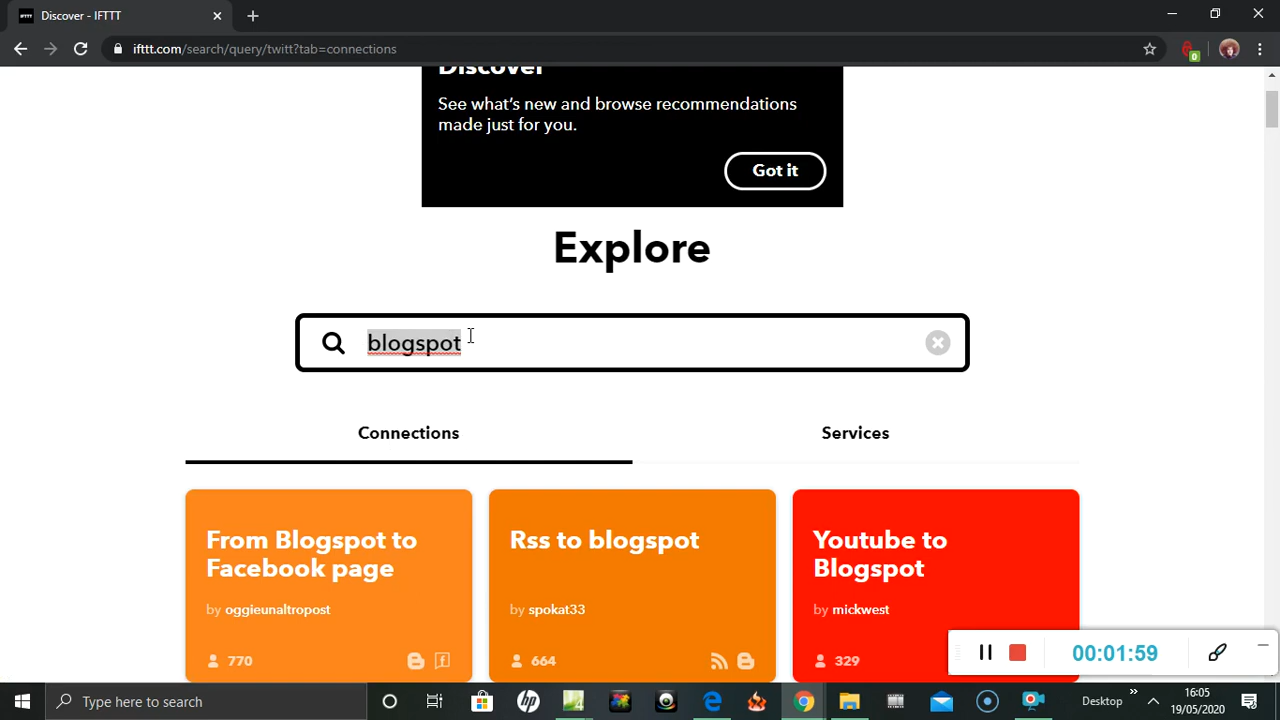 Discover - IFTTT
ifttt.com/search/query/twitt?tab=connections
0
Discover
See what's new and browse recommendations
made just for you.
Got it
Explore
blogspot
Connections
Services
From Blogspot to
Facebook page
by oggieunaltropost
770
Rss to blogspot
by spokat33
664
Youtube to
Blogspot
by mickwest
329
00:01:59
Type here to search
Desktop
16:05
19/05/2020